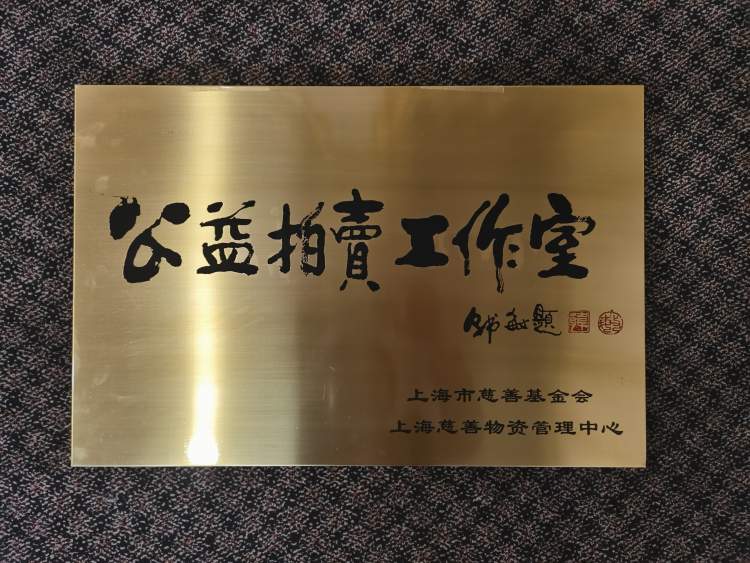 公益拍賣工作室
题
上海市慈善基金会
上海慈善物资管理中心